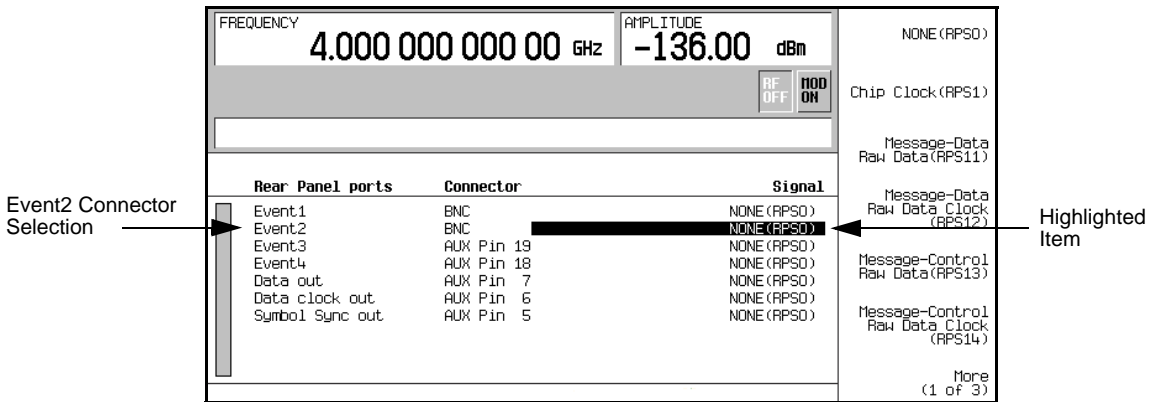 FREQUENCY
4.000 000 000 00 GHz
AMPLITUDE
-136.00 dBm
RF OFF
MOD ON
Rear Panel ports Connector Signal
Event1 BNC NONE(RPS0)
Event2 BNC NONE(RPS0)
Event3 AUX Pin 19 NONE(RPS0)
Event4 AUX Pin 18 NONE(RPS0)
Data out AUX Pin 7 NONE(RPS0)
Data clock out AUX Pin 6 NONE(RPS0)
Symbol Sync out AUX Pin 5 NONE(RPS0)
NONE(RPS0)
Chip Clock(RPS1)
Message-Data
Raw Data(RPS11)
Message-Data
Raw Data Clock
(RPS12)
Message-Control
Raw Data(RPS13)
Message-Control
Raw Data Clock
(RPS14)
More
(1 of 3)
Event2 Connector
Selection
Highlighted
Item